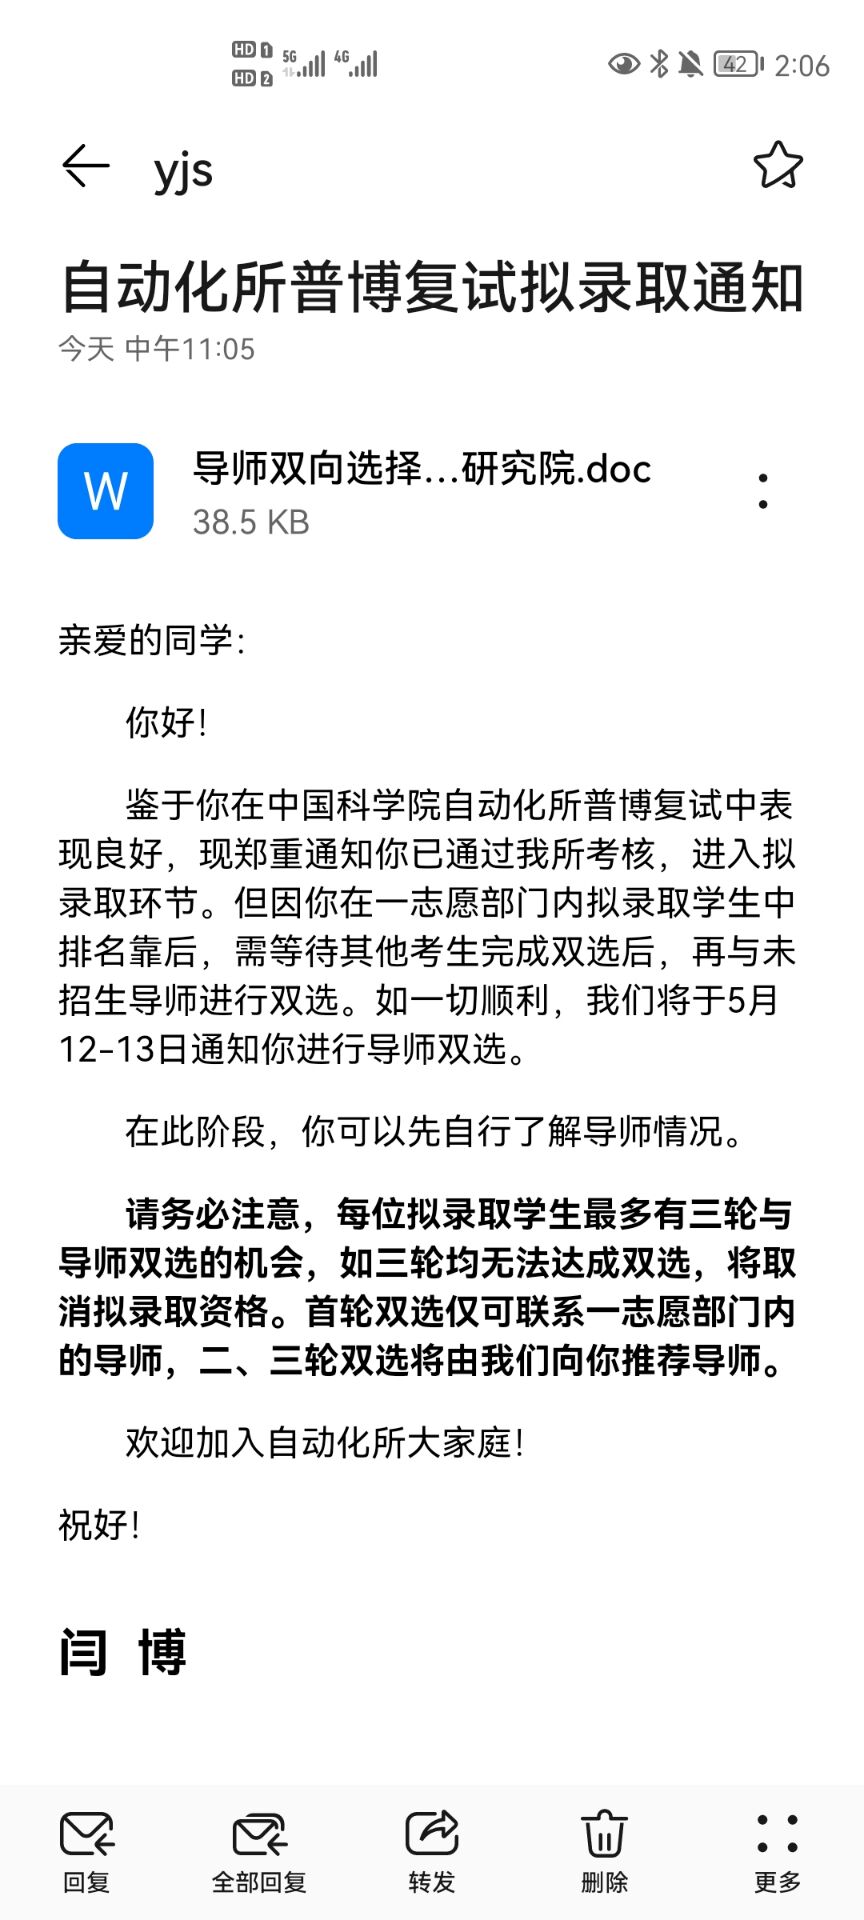 HD 1 5G 4G 42 2:06
HD 2
yjs
自动化所普博复试拟录取通知
今天 中午11:05
W 导师双向选择...研究院.doc
38.5 KB
亲爱的同学:
你好!
鉴于你在中国科学院自动化所普博复试中表
现良好，现郑重通知你已通过我所考核，进入拟
录取环节。但因你在一志愿部门内拟录取学生中
排名靠后，需等待其他考生完成双选后，再与未
招生导师进行双选。如一切顺利，我们将于5月
12-13日通知你进行导师双选。
在此阶段，你可以先自行了解导师情况。
请务必注意，每位拟录取学生最多有三轮与
导师双选的机会，如三轮均无法达成双选，将取
消拟录取资格。首轮双选仅可联系一志愿部门内
的导师，二、三轮双选将由我们向你推荐导师。
欢迎加入自动化所大家庭!
祝好!
闫 博
回复 全部回复 转发 删除 更多